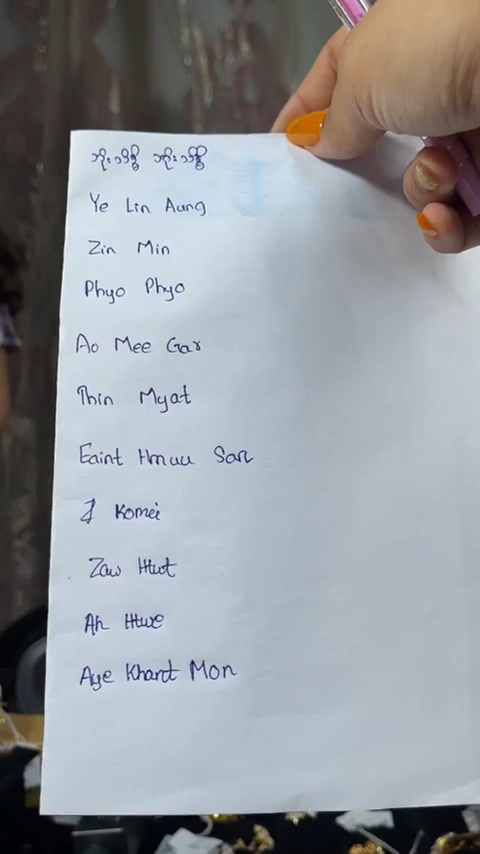 Ye Lin Aung
Zin Min
Phyo Phyo
Ao Mee Gar
Thin Myat
Eaint Hmuu San
J Komei
Zaw Htut
Ah Htwe
Aye Khant Mon